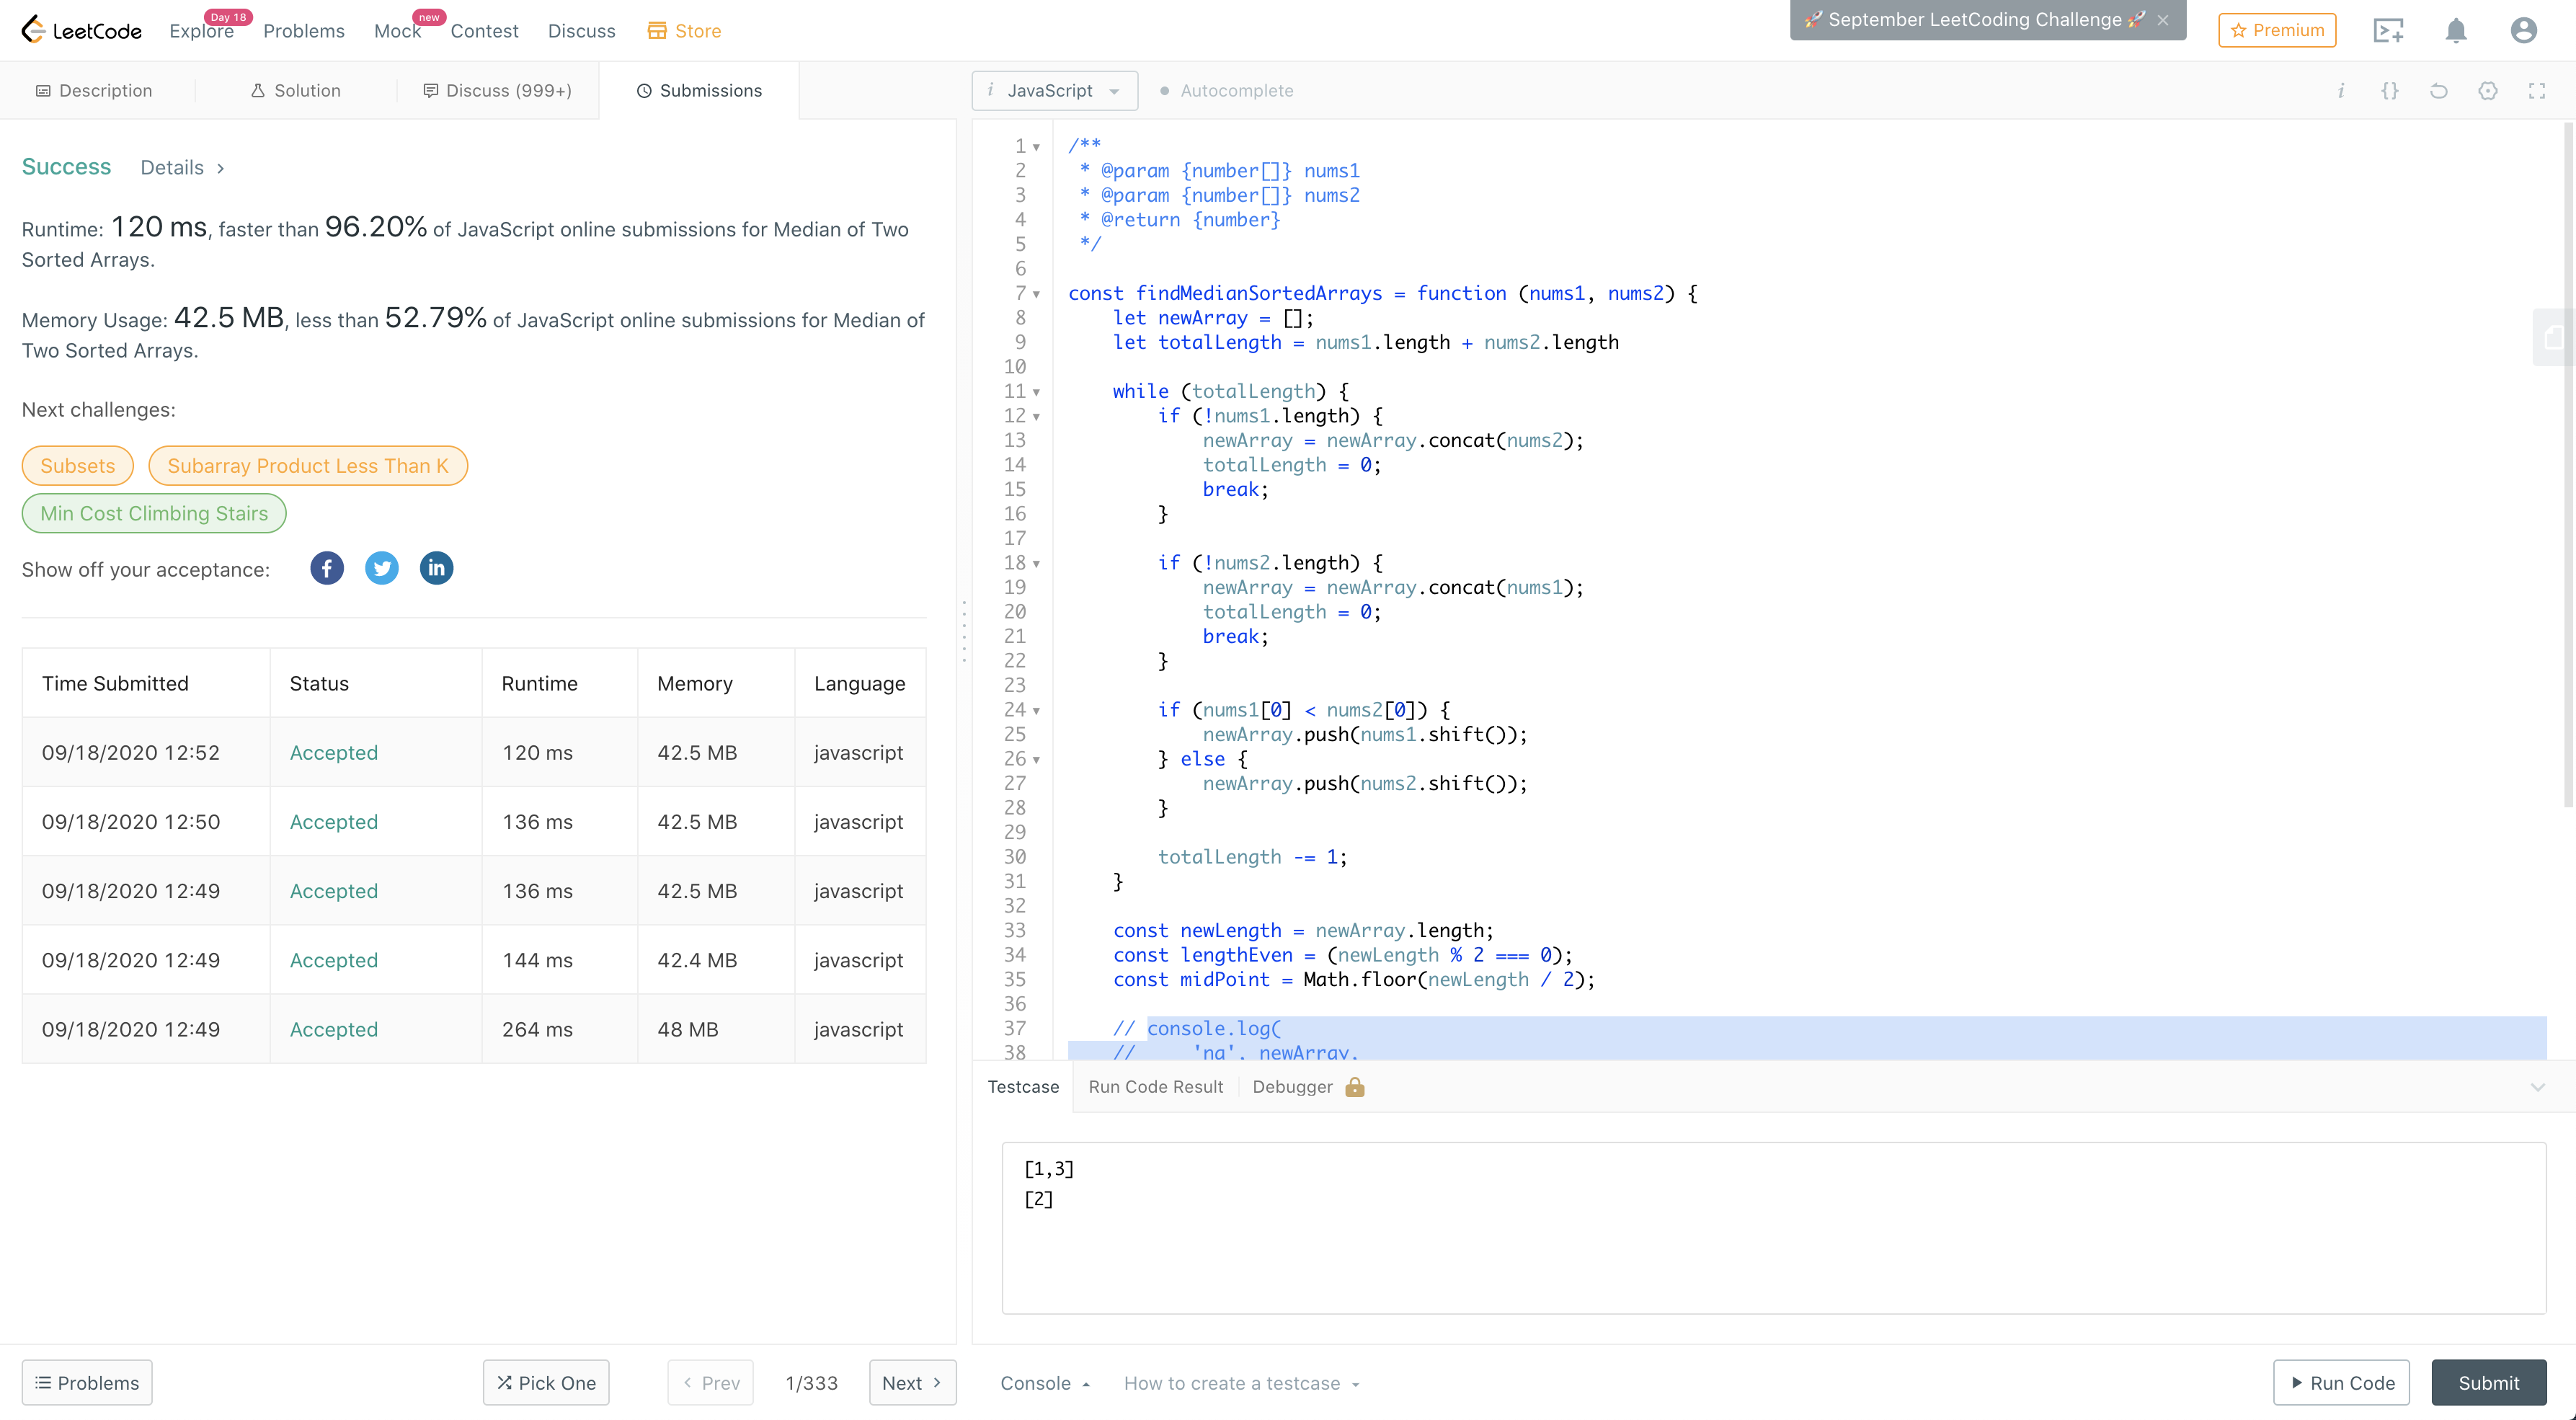 LeetCode
Explore
Day 18
Problems
Mock
new
Contest
Discuss
Store
🚀 September LeetCoding Challenge 🚀 ×
Premium
Description
Solution
Discuss (999+)
Submissions
i JavaScript
Autocomplete
Success Details >
Runtime: 120 ms, faster than 96.20% of JavaScript online submissions for Median of Two
Sorted Arrays.
Memory Usage: 42.5 MB, less than 52.79% of JavaScript online submissions for Median of
Two Sorted Arrays.
Next challenges:
Subsets
Subarray Product Less Than K
Min Cost Climbing Stairs
Show off your acceptance:
Time Submitted Status Runtime Memory Language
09/18/2020 12:52 Accepted 120 ms 42.5 MB javascript
09/18/2020 12:50 Accepted 136 ms 42.5 MB javascript
09/18/2020 12:49 Accepted 136 ms 42.5 MB javascript
09/18/2020 12:49 Accepted 144 ms 42.4 MB javascript
09/18/2020 12:49 Accepted 264 ms 48 MB javascript
1 /**
2 * @param {number[]} nums1
3 * @param {number[]} nums2
4 * @return {number}
5 */
6
7 const findMedianSortedArrays = function (nums1, nums2) {
8 let newArray = [];
9 let totalLength = nums1.length + nums2.length
10
11 while (totalLength) {
12 if (!nums1.length) {
13 newArray = newArray.concat(nums2);
14 totalLength = 0;
15 break;
16 }
17
18 if (!nums2.length) {
19 newArray = newArray.concat(nums1);
20 totalLength = 0;
21 break;
22 }
23
24 if (nums1[0] < nums2[0]) {
25 newArray.push(nums1.shift());
26 } else {
27 newArray.push(nums2.shift());
28 }
29
30 totalLength -= 1;
31 }
32
33 const newLength = newArray.length;
34 const lengthEven = (newLength % 2 === 0);
35 const midPoint = Math.floor(newLength / 2);
36
37 // console.log(
38 // 'na', newArray,
Testcase
Run Code Result
Debugger
[1,3]
[2]
Problems
Pick One
< Prev
1/333
Next >
Console
How to create a testcase
Run Code
Submit